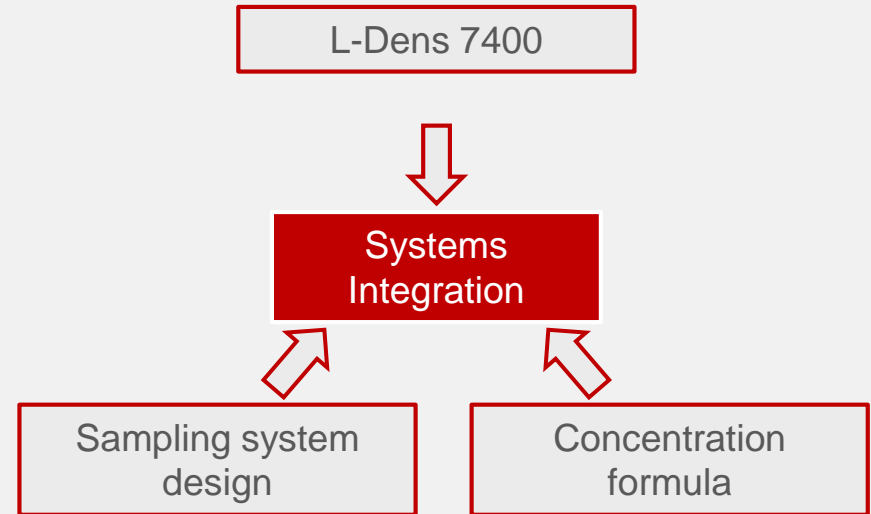 L-Dens 7400
Systems
Integration
Sampling system
design
Concentration
formula